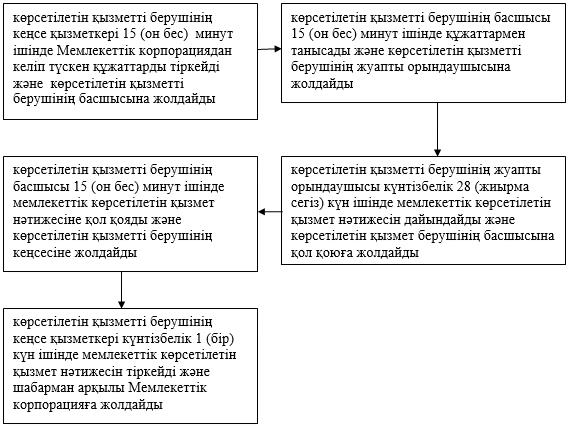 көрсетілетін қызметті берушінің
кеңсе қызметкері 15 (он бес) минут
ішінде Мемлекеттік корпорациядан
келіп түскен құжаттарды тіркейді
және көрсетілетін қызметті
берушінің басшысына жолдайды
көрсетілетін қызметті берушінің басшысы
15 (он бес) минут ішінде құжаттармен
танысады және көрсетілетін қызметті
берушінің жуапты орындаушысына
жолдайды
көрсетілетін қызметті берушінің жуапты
орындаушысы күнтізбелік 28 (жиырма
сегіз) күн ішінде мемлекеттік көрсетілетін
қызмет нәтижесін дайындайды және
көрсетілетін қызмет берушінің басшысына
қол қоюға жолдайды
көрсетілетін қызметті берушінің
басшысы 15 (он бес) минут ішінде
мемлекеттік көрсетілетін қызмет
нәтижесіне қол қояды және
көрсетілетін қызметті берушінің
кеңсесіне жолдайды
көрсетілетін қызметті берушінің
кеңсе қызметкері күнтізбелік 1 (бір)
күн ішінде мемлекеттік көрсетілетін
қызмет нәтижесін тіркейді және
шабарман арқылы Мемлекеттік
корпорацияға жолдайды